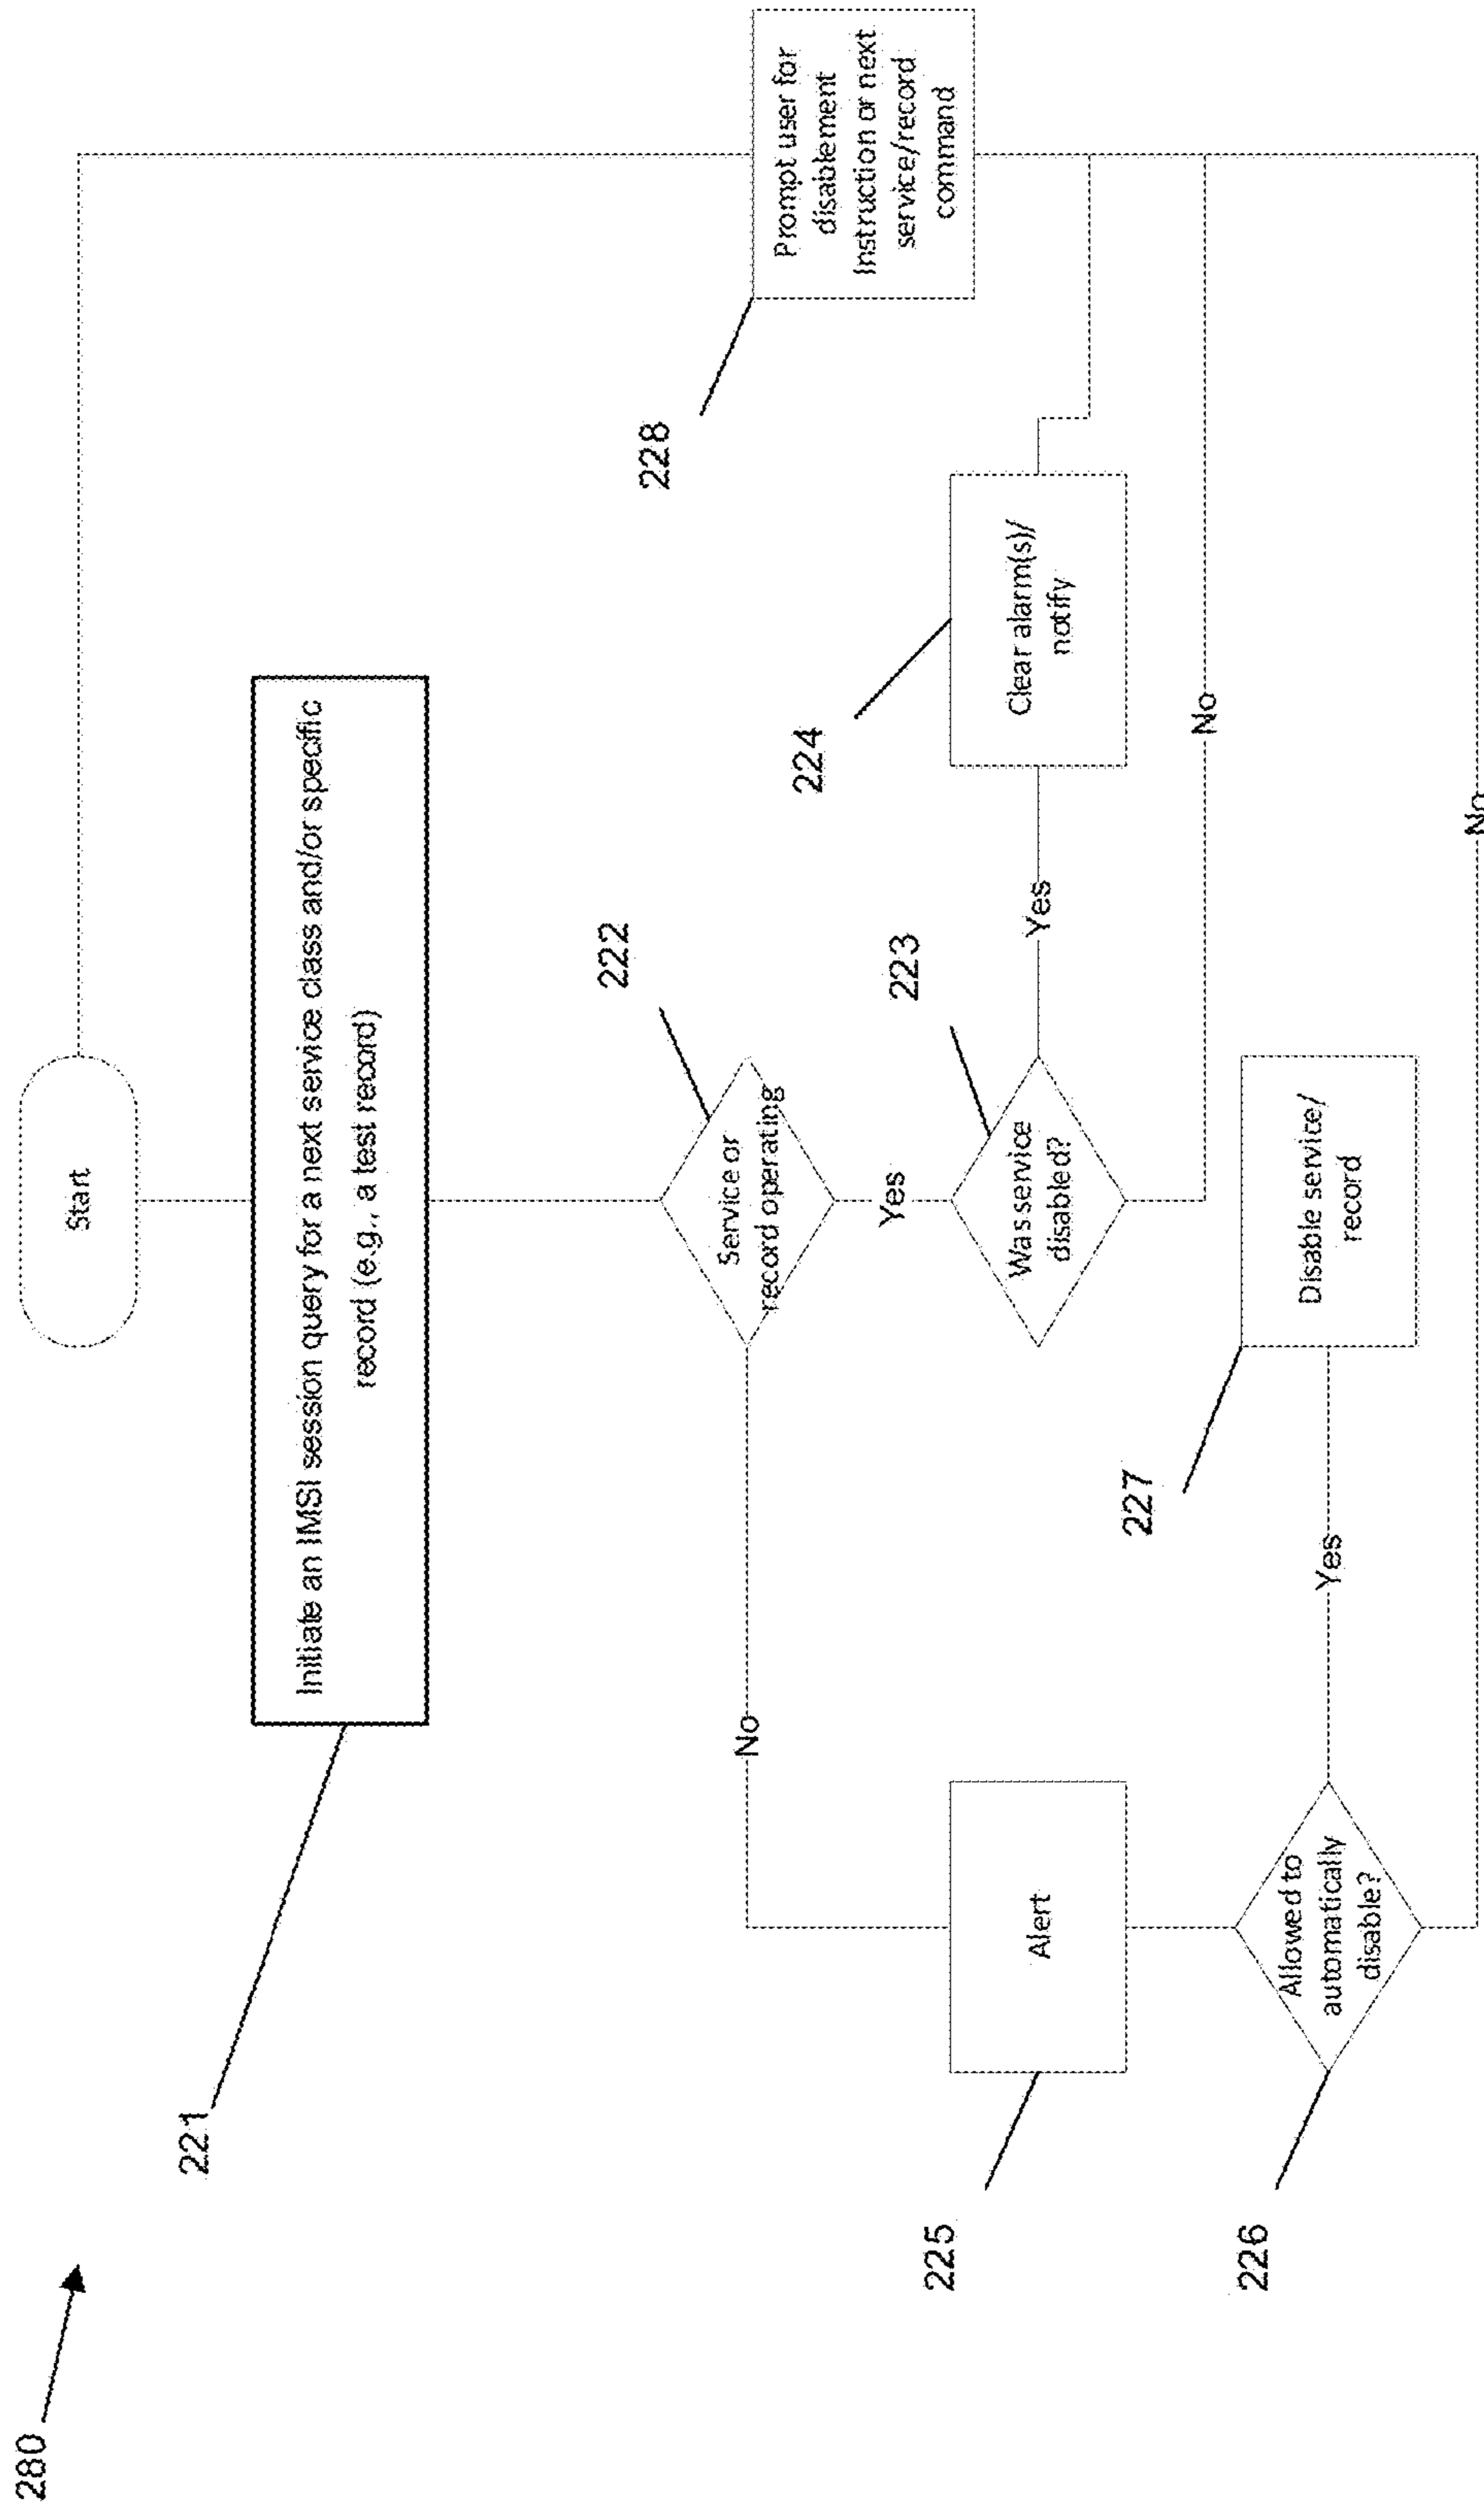 280
Start
221
Initiate an IMSI session query for a next service class and/or specific
record (e.g., a test record)
222
Service or
record operating
No
Yes
228
Prompt user for
disablement
Instruction or next
service/record
command
225
Alert
223
Was service
disabled?
Yes
224
Clear alarm(s)/
notify
No
226
Allowed to
automatically
disable?
Yes
227
Disable service/
record
No